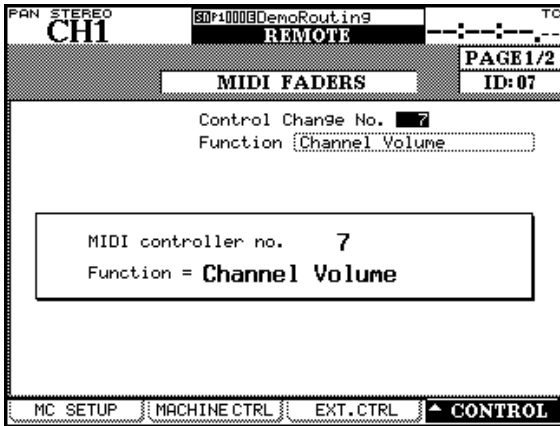 PAN STEREO
CH1
DemoRouting
REMOTE
TC
--:--:--.--
PAGE1/2
MIDI FADERS
ID:07
Control Change No. 7
Function Channel Volume
MIDI controller no. 7
Function = Channel Volume
MC SETUP
MACHINE CTRL
EXT.CTRL
CONTROL